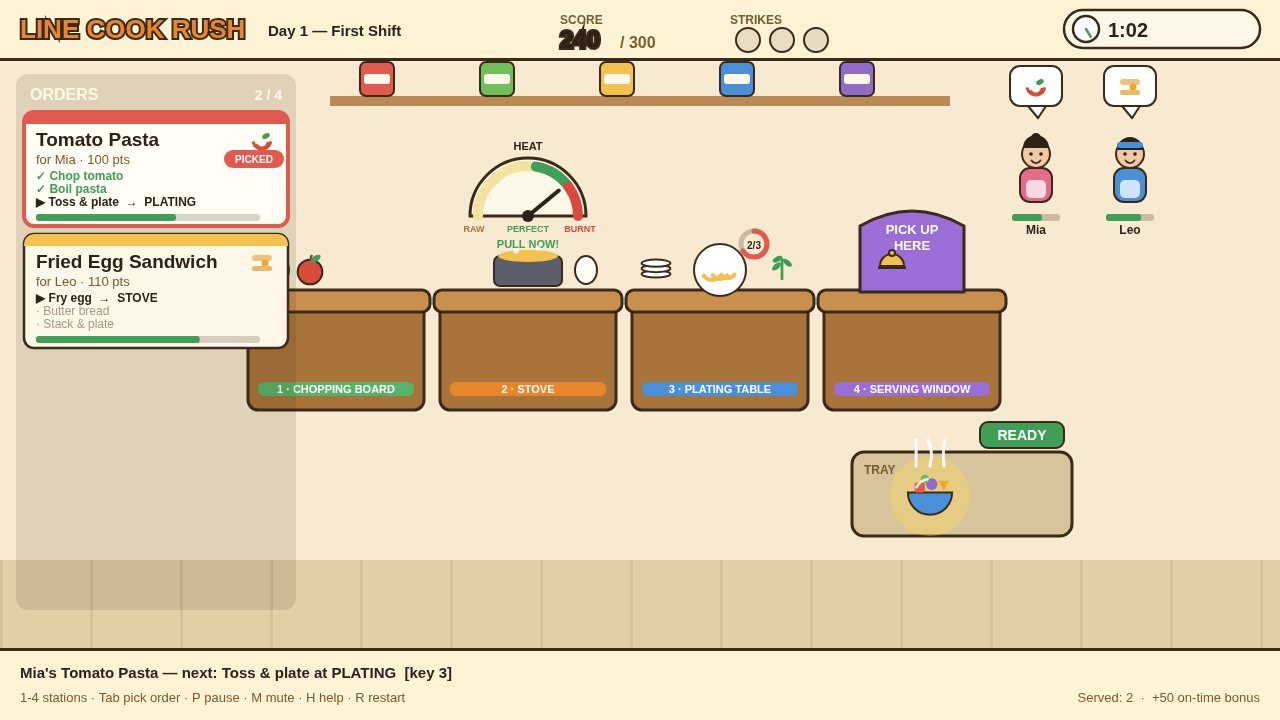 LINE COOK RUSH
Day 1 — First Shift
SCORE
240 / 300
STRIKES
1:02
ORDERS
2 / 4
Tomato Pasta
for Mia · 100 pts
PICKED
✓ Chop tomato
✓ Boil pasta
▶ Toss & plate → PLATING
Fried Egg Sandwich
for Leo · 110 pts
▶ Fry egg → STOVE
· Butter bread
· Stack & plate
HEAT
RAW
PERFECT
BURNT
PULL NOW!
2/3
PICK UP
HERE
Mia
Leo
1 · CHOPPING BOARD
2 · STOVE
3 · PLATING TABLE
4 · SERVING WINDOW
READY
TRAY
Mia's Tomato Pasta — next: Toss & plate at PLATING [key 3]
1-4 stations · Tab pick order · P pause · M mute · H help · R restart
Served: 2 · +50 on-time bonus